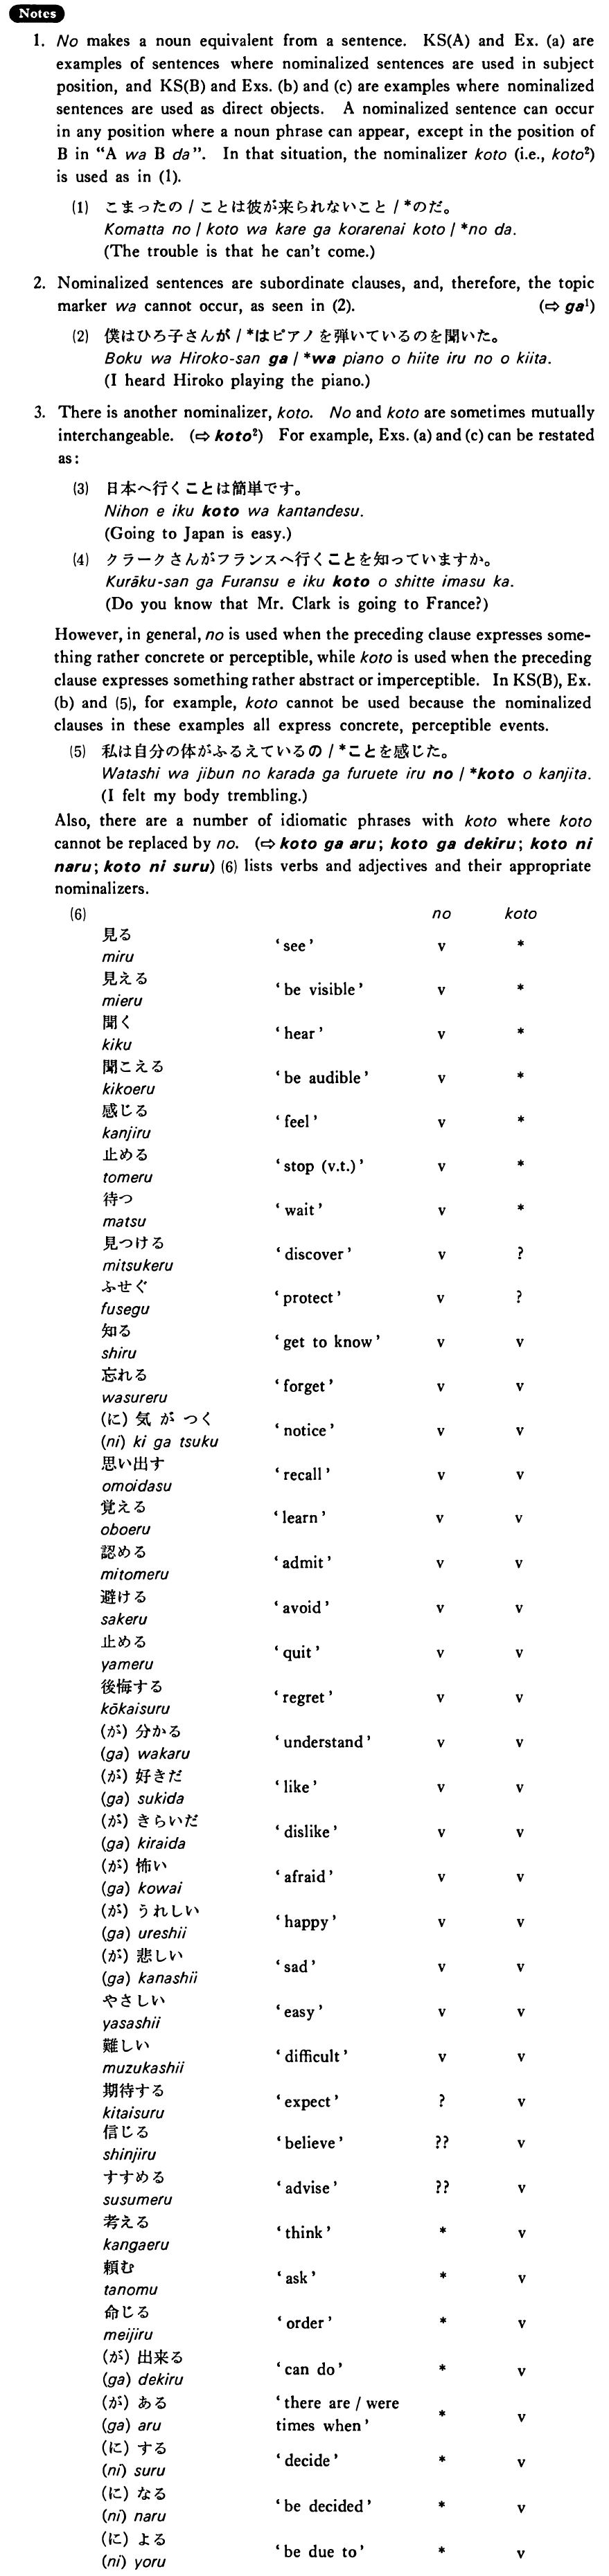 Notes
1. No makes a noun equivalent from a sentence. KS(A) and Ex. (a) are
examples of sentences where nominalized sentences are used in subject
position, and KS(B) and Exs. (b) and (c) are examples where nominalized
sentences are used as direct objects. A nominalized sentence can occur
in any position where a noun phrase can appear, except in the position of
B in “A wa B da”. In that situation, the nominalizer koto (i.e., koto²)
is used as in (1).
(1) こまったの / ことは彼が来られないこと / *のだ。
Komatta no / koto wa kare ga korarenai koto / *no da.
(The trouble is that he can't come.)
2. Nominalized sentences are subordinate clauses, and, therefore, the topic
marker wa cannot occur, as seen in (2). (⇨ ga¹)
(2) 僕はひろ子さんが / *はピアノを弾いているのを聞いた。
Boku wa Hiroko-san ga / *wa piano o hiite iru no o kiita.
(I heard Hiroko playing the piano.)
3. There is another nominalizer, koto. No and koto are sometimes mutually
interchangeable. (⇨ koto²) For example, Exs. (a) and (c) can be restated
as:
(3) 日本へ行くことは簡単です。
Nihon e iku koto wa kantandesu.
(Going to Japan is easy.)
(4) クラークさんがフランスへ行くことを知っていますか。
Kurāku-san ga Furansu e iku koto o shitte imasu ka.
(Do you know that Mr. Clark is going to France?)
However, in general, no is used when the preceding clause expresses some-
thing rather concrete or perceptible, while koto is used when the preceding
clause expresses something rather abstract or imperceptible. In KS(B), Ex.
(b) and (5), for example, koto cannot be used because the nominalized
clauses in these examples all express concrete, perceptible events.
(5) 私は自分の体がふるえているの / *ことを感じた。
Watashi wa jibun no karada ga furuete iru no / *koto o kanjita.
(I felt my body trembling.)
Also, there are a number of idiomatic phrases with koto where koto
cannot be replaced by no. (⇨ koto ga aru; koto ga dekiru; koto ni
naru; koto ni suru) (6) lists verbs and adjectives and their appropriate
nominalizers.
(6) no koto
見る
miru ‘see’ v *
見える
mieru ‘be visible’ v *
聞く
kiku ‘hear’ v *
聞こえる
kikoeru ‘be audible’ v *
感じる
kanjiru ‘feel’ v *
止める
tomeru ‘stop (v.t.)’ v *
待つ
matsu ‘wait’ v *
見つける
mitsukeru ‘discover’ v ?
ふせぐ
fusegu ‘protect’ v ?
知る
shiru ‘get to know’ v v
忘れる
wasureru ‘forget’ v v
(に) 気 が つく
(ni) ki ga tsuku ‘notice’ v v
思い出す
omoidasu ‘recall’ v v
覚える
oboeru ‘learn’ v v
認める
mitomeru ‘admit’ v v
避ける
sakeru ‘avoid’ v v
止める
yameru ‘quit’ v v
後悔する
kōkaisuru ‘regret’ v v
(が) 分かる
(ga) wakaru ‘understand’ v v
(が) 好きだ
(ga) sukida ‘like’ v v
(が) きらいだ
(ga) kiraida ‘dislike’ v v
(が) 怖い
(ga) kowai ‘afraid’ v v
(が) うれしい
(ga) ureshii ‘happy’ v v
(が) 悲しい
(ga) kanashii ‘sad’ v v
やさしい
yasashii ‘easy’ v v
難しい
muzukashii ‘difficult’ v v
期待する
kitaisuru ‘expect’ ? v
信じる
shinjiru ‘believe’ ?? v
すすめる
susumeru ‘advise’ ?? v
考える
kangaeru ‘think’ * v
頼む
tanomu ‘ask’ * v
命じる
meijiru ‘order’ * v
(が) 出来る
(ga) dekiru ‘can do’ * v
(が) ある ‘there are / were
(ga) aru times when’ * v
(に) する
(ni) suru ‘decide’ * v
(に) なる
(ni) naru ‘be decided’ * v
(に) よる
(ni) yoru ‘be due to’ * v